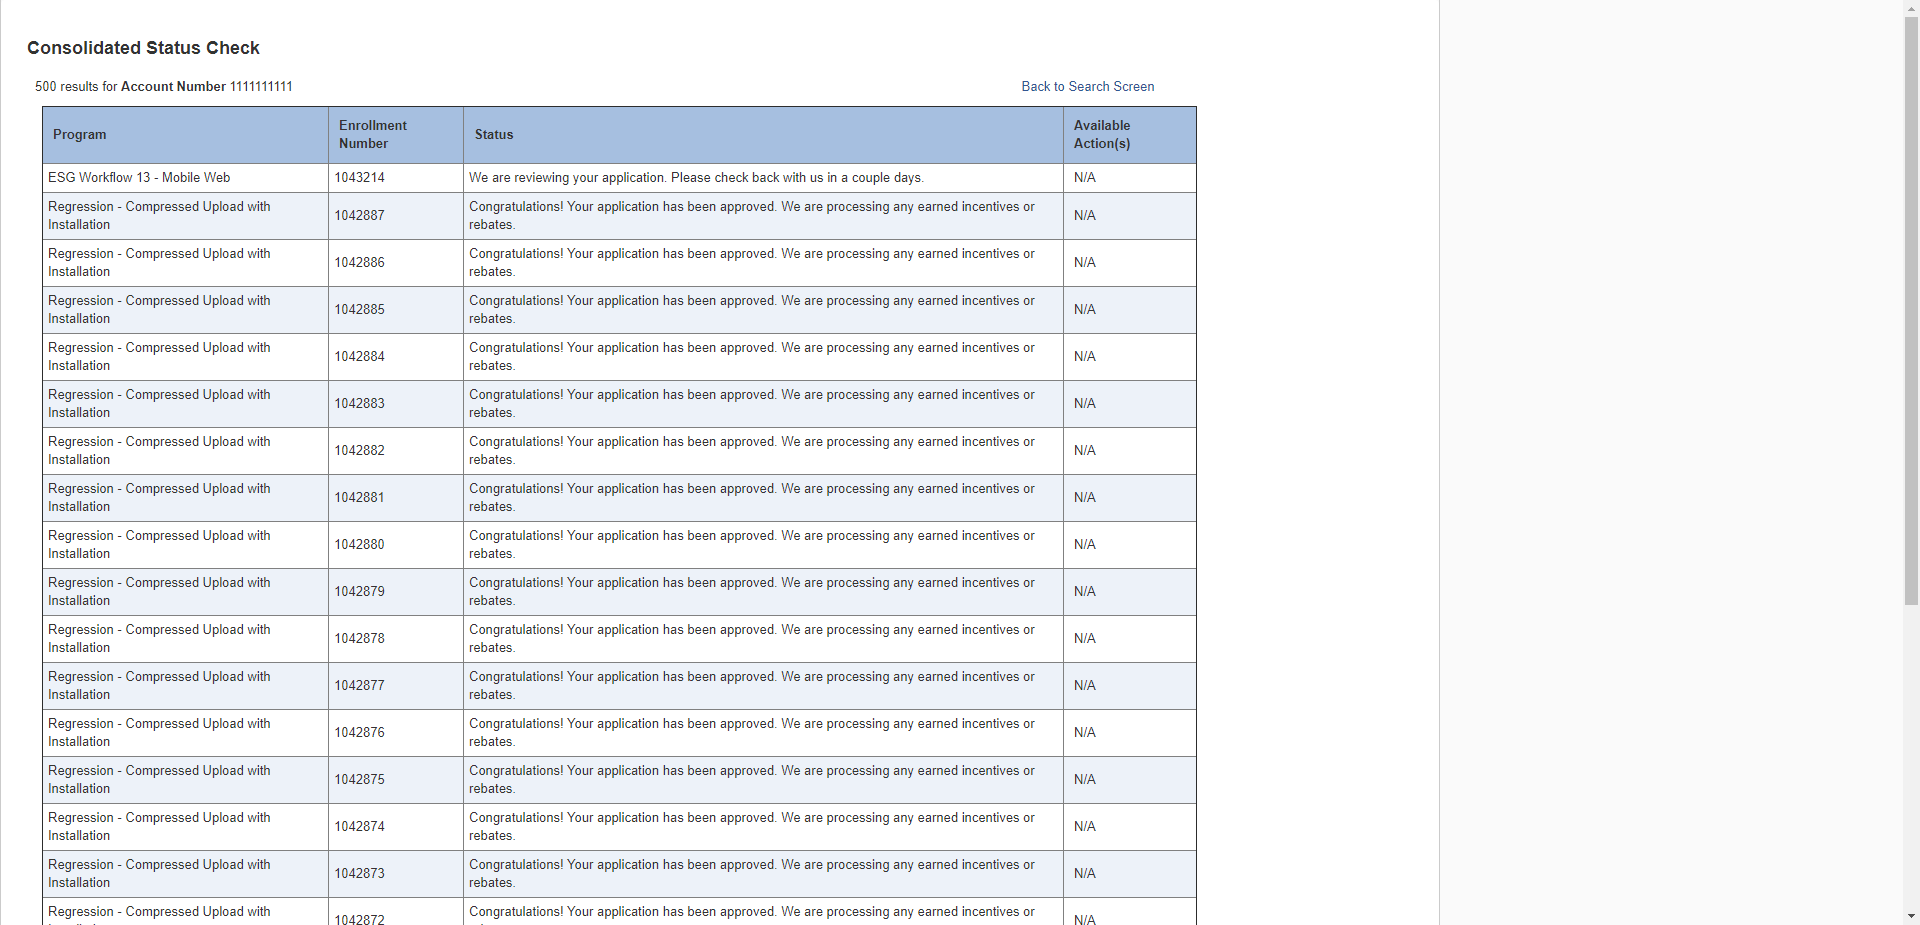 Consolidated Status Check
500 results for Account Number 1111111111 Back to Search Screen
Program Enrollment Number Status Available Action(s)
ESG Workflow 13 - Mobile Web 1043214 We are reviewing your application. Please check back with us in a couple days. N/A
Regression - Compressed Upload with Installation 1042887 Congratulations! Your application has been approved. We are processing any earned incentives or rebates. N/A
Regression - Compressed Upload with Installation 1042886 Congratulations! Your application has been approved. We are processing any earned incentives or rebates. N/A
Regression - Compressed Upload with Installation 1042885 Congratulations! Your application has been approved. We are processing any earned incentives or rebates. N/A
Regression - Compressed Upload with Installation 1042884 Congratulations! Your application has been approved. We are processing any earned incentives or rebates. N/A
Regression - Compressed Upload with Installation 1042883 Congratulations! Your application has been approved. We are processing any earned incentives or rebates. N/A
Regression - Compressed Upload with Installation 1042882 Congratulations! Your application has been approved. We are processing any earned incentives or rebates. N/A
Regression - Compressed Upload with Installation 1042881 Congratulations! Your application has been approved. We are processing any earned incentives or rebates. N/A
Regression - Compressed Upload with Installation 1042880 Congratulations! Your application has been approved. We are processing any earned incentives or rebates. N/A
Regression - Compressed Upload with Installation 1042879 Congratulations! Your application has been approved. We are processing any earned incentives or rebates. N/A
Regression - Compressed Upload with Installation 1042878 Congratulations! Your application has been approved. We are processing any earned incentives or rebates. N/A
Regression - Compressed Upload with Installation 1042877 Congratulations! Your application has been approved. We are processing any earned incentives or rebates. N/A
Regression - Compressed Upload with Installation 1042876 Congratulations! Your application has been approved. We are processing any earned incentives or rebates. N/A
Regression - Compressed Upload with Installation 1042875 Congratulations! Your application has been approved. We are processing any earned incentives or rebates. N/A
Regression - Compressed Upload with Installation 1042874 Congratulations! Your application has been approved. We are processing any earned incentives or rebates. N/A
Regression - Compressed Upload with Installation 1042873 Congratulations! Your application has been approved. We are processing any earned incentives or rebates. N/A
Regression - Compressed Upload with 1042872 Congratulations! Your application has been approved. We are processing any earned incentives or N/A